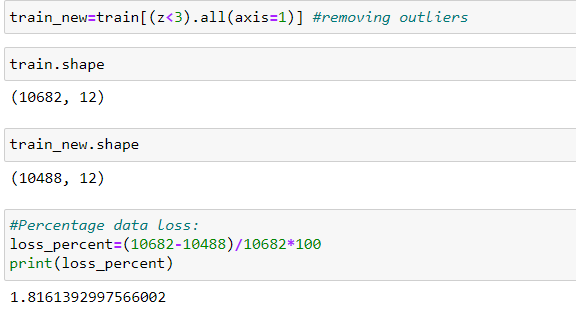 train_new=train[(z<3).all(axis=1)] #removing outliers
train.shape
(10682, 12)
train_new.shape
(10488, 12)
#Percentage data loss:
loss_percent=(10682-10488)/10682*100
print(loss_percent)
1.8161392997566002